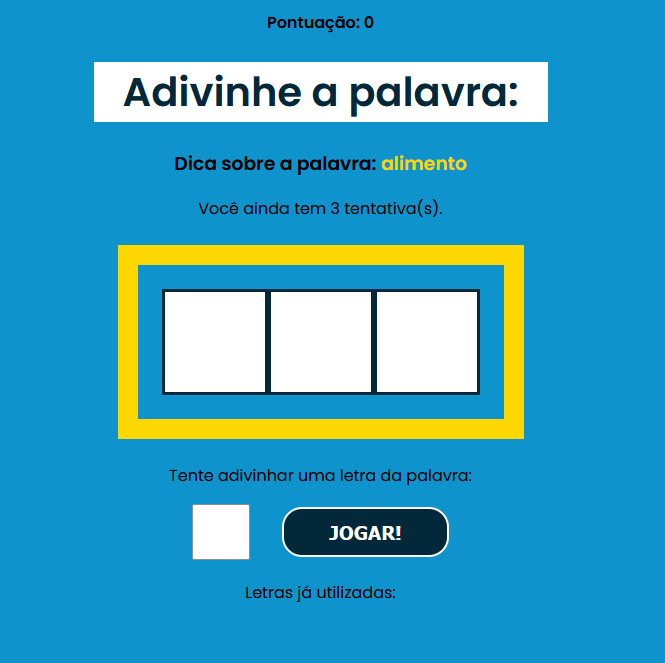 Pontuação: 0
Adivinhe a palavra:
Dica sobre a palavra: alimento
Você ainda tem 3 tentativa(s).
Tente adivinhar uma letra da palavra:
JOGAR!
Letras já utilizadas: